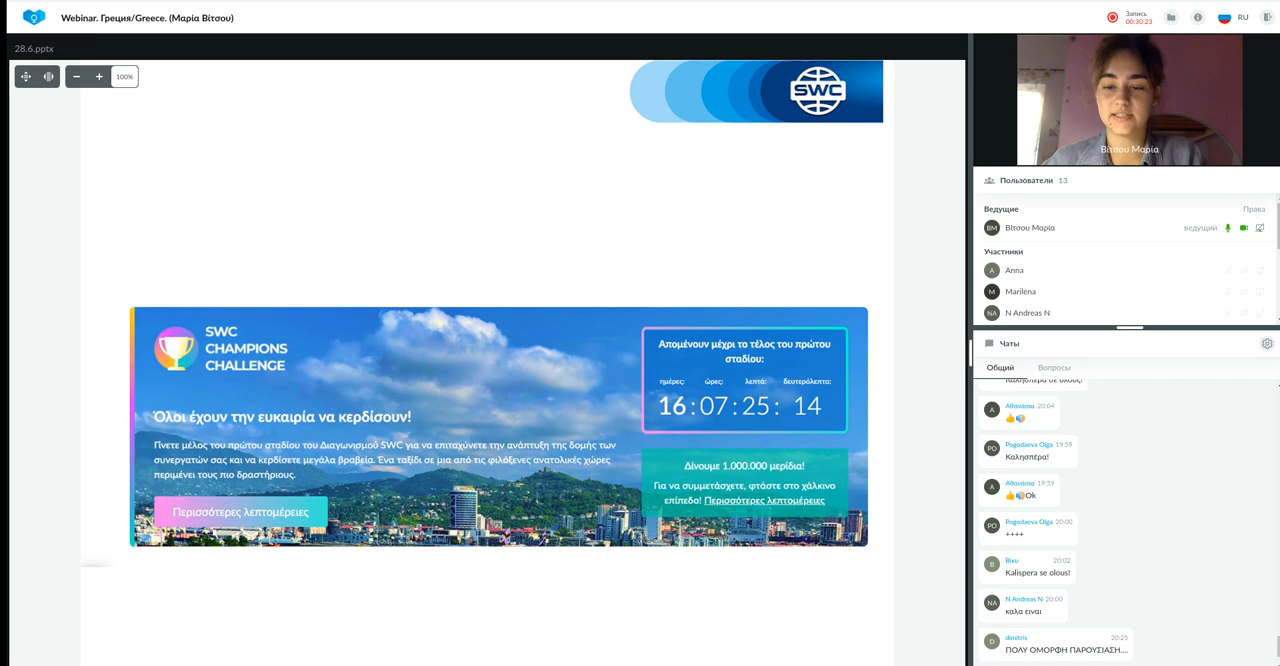 Webinar. Греция/Greece. (Μαρία Βίτσου)
Запись
00:30:23
RU
28.6.pptx
100%
SWC
Βίτσου Μαρία
Пользователи 13
Ведущие Права
ΒΜ Βίτσου Μαρία ведущий
Участники
A Anna
M Marilena
NA N Andreas N
Чаты
Общий Вопросы
Καλησπέρα σε όλους!
A Αθανάσια 20:04
👍
PO Pogodaeva Olga 19:59
Καλησπέρα!
A Αθανάσια 19:59
👍 Ok
PO Pogodaeva Olga 20:00
++++
B Βίκυ 20:02
Kalispera se olous!
NA N Andreas N 20:00
καλα ειναι
D dimitris 20:25
ΠΟΛΥ ΟΜΟΡΦΗ ΠΑΡΟΥΣΙΑΣΗ....
SWC
CHAMPIONS
CHALLENGE
Όλοι έχουν την ευκαιρία να κερδίσουν!
Γίνετε μέλος του πρώτου σταδίου του Διαγωνισμού SWC για να επιταχύνετε την ανάπτυξη της δομής των
συνεργατών σας και να κερδίσετε μεγάλα βραβεία. Ένα ταξίδι σε μια από τις φιλόξενες ανατολικές χώρες
περιμένει τους πιο δραστήριους.
Περισσότερες λεπτομέρειες
Απομένουν μέχρι το τέλος του πρώτου
σταδίου:
ημέρες: ώρες: λεπτά: δευτερόλεπτα:
16 : 07 : 25 : 14
Δίνουμε 1.000.000 μερίδια!
Για να συμμετάσχετε, φτάστε στο χάλκινο
επίπεδο! Περισσότερες λεπτομέρειες